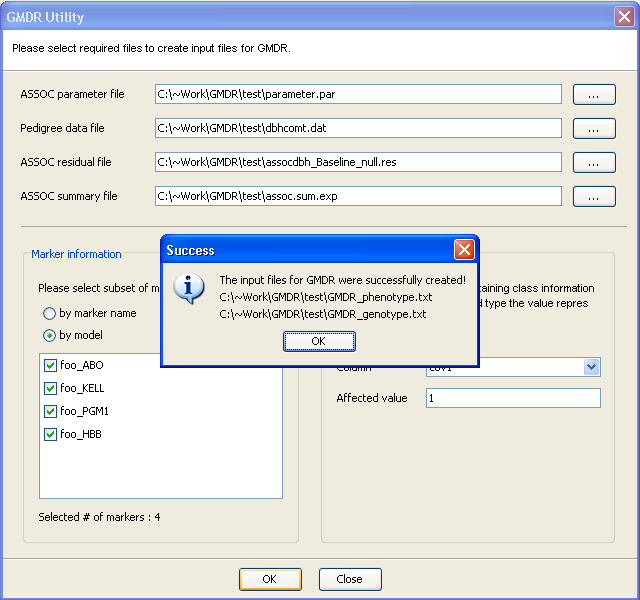 GMDR Utility
Please select required files to create input files for GMDR.
ASSOC parameter file C:\~Work\GMDR\test\parameter.par ...
Pedigree data file C:\~Work\GMDR\test\dbhcomt.dat ...
ASSOC residual file C:\~Work\GMDR\test\assocdbh_Baseline_null.res ...
ASSOC summary file C:\~Work\GMDR\test\assoc.sum.exp ...
Success
The input files for GMDR were successfully created!
C:\~Work\GMDR\test\GMDR_phenotype.txt
C:\~Work\GMDR\test\GMDR_genotype.txt
OK
Marker information
Please select subset of m
by marker name
by model
foo_ABO
foo_KELL
foo_PGM1
foo_HBB
Selected # of markers : 4
class information
type the value repres
Column cov1
Affected value 1
OK Close